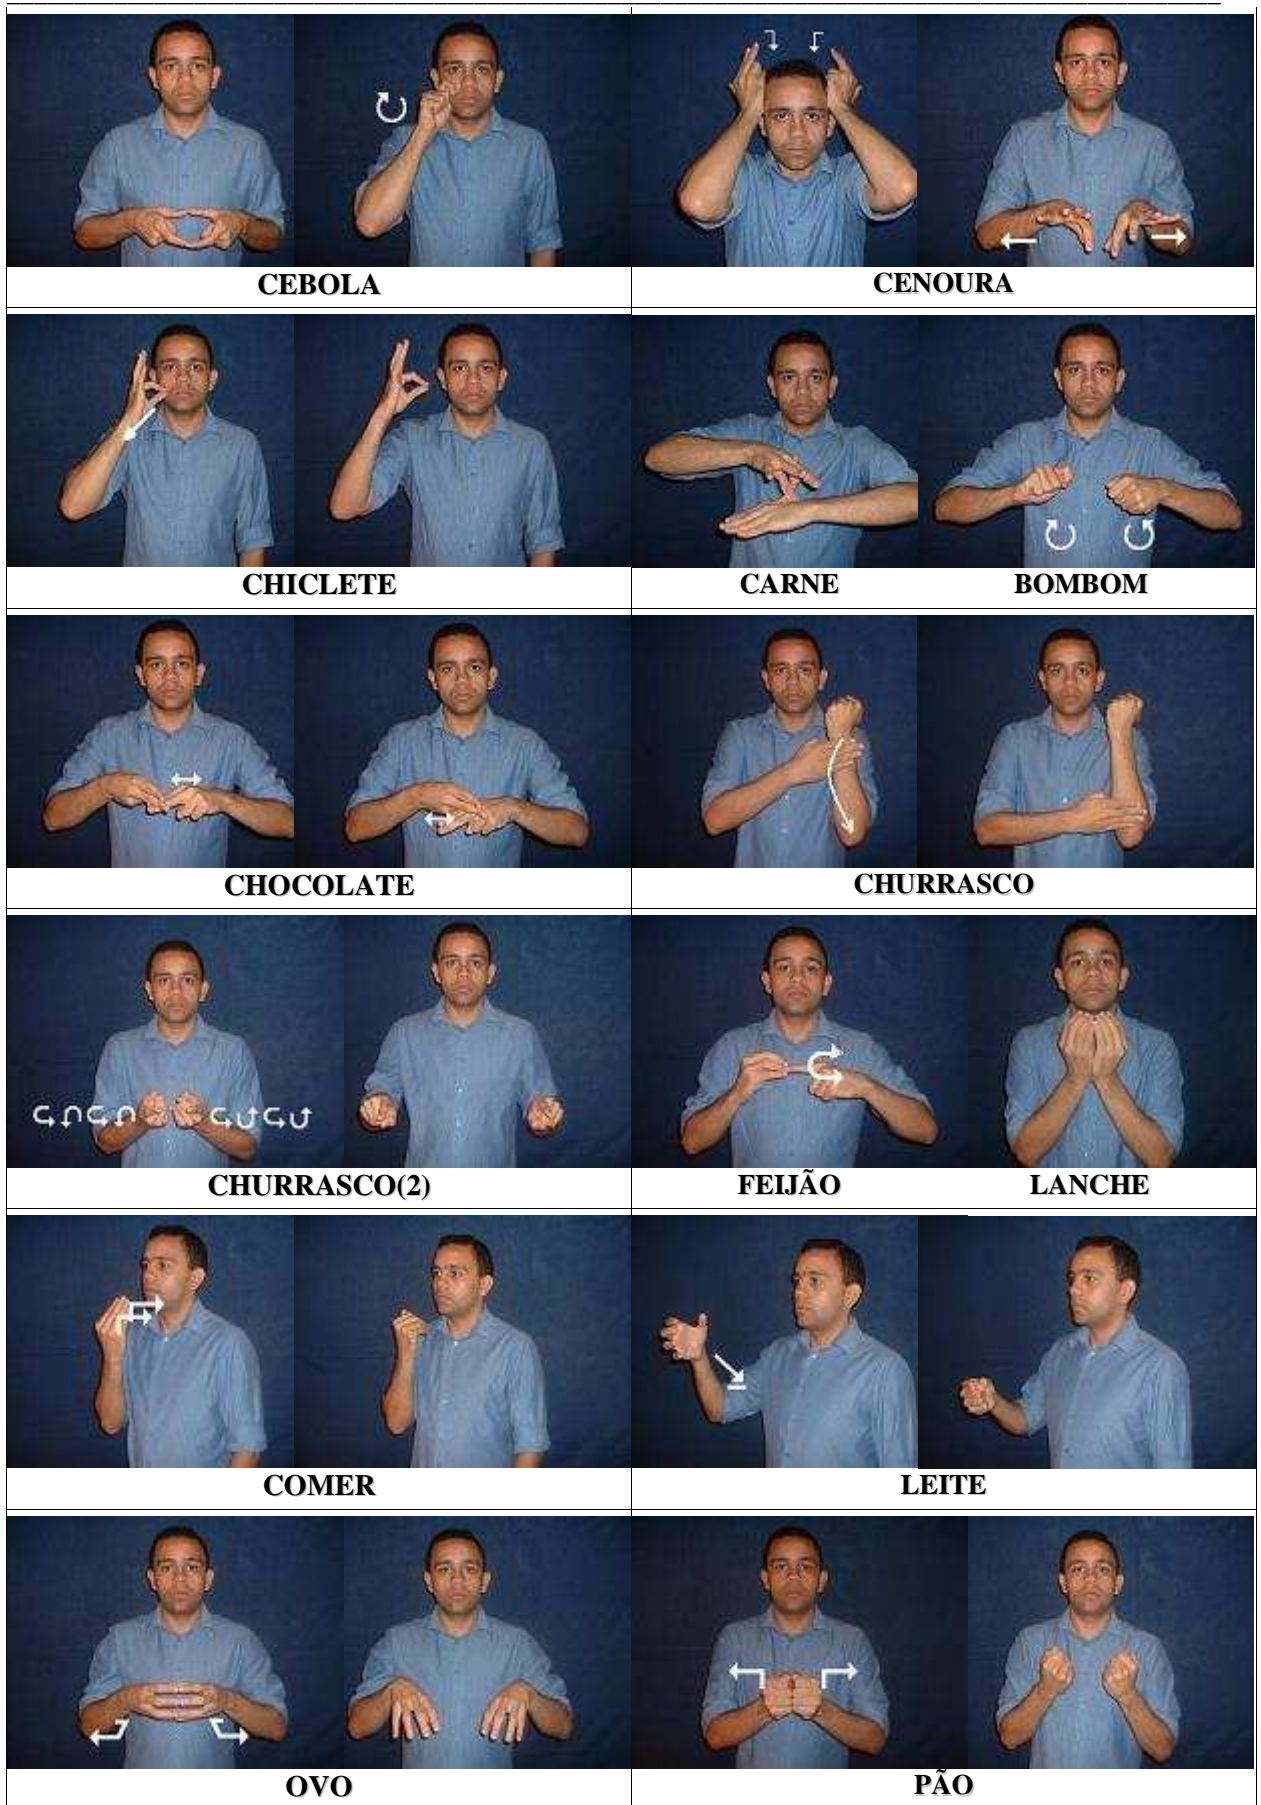 CEBOLA
CENOURA
CHICLETE
CARNE
BOMBOM
CHOCOLATE
CHURRASCO
CHURRASCO(2)
FEIJÃO
LANCHE
COMER
LEITE
OVO
PÃO